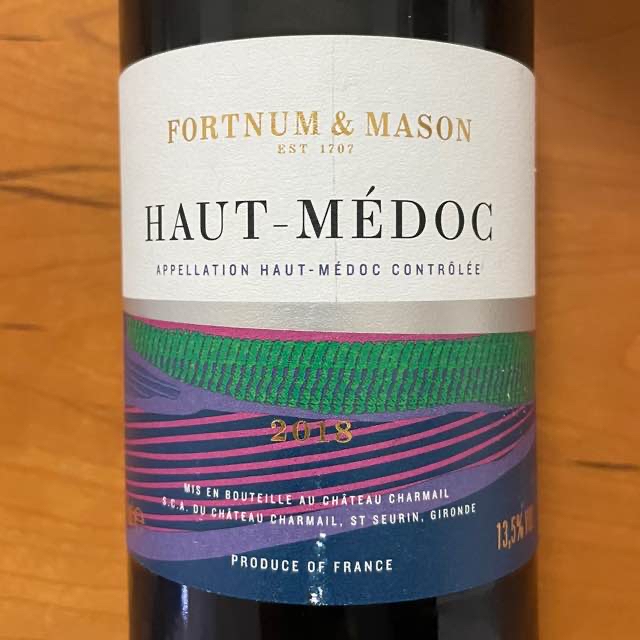 FORTNUM & MASON
EST 1707
HAUT-MÉDOC
APPELLATION HAUT-MÉDOC CONTRÔLÉE
2018
MIS EN BOUTEILLE AU CHÂTEAU CHARMAIL
S.C.A. DU CHÂTEAU CHARMAIL, ST SEURIN, GIRONDE
13,5%
PRODUCE OF FRANCE